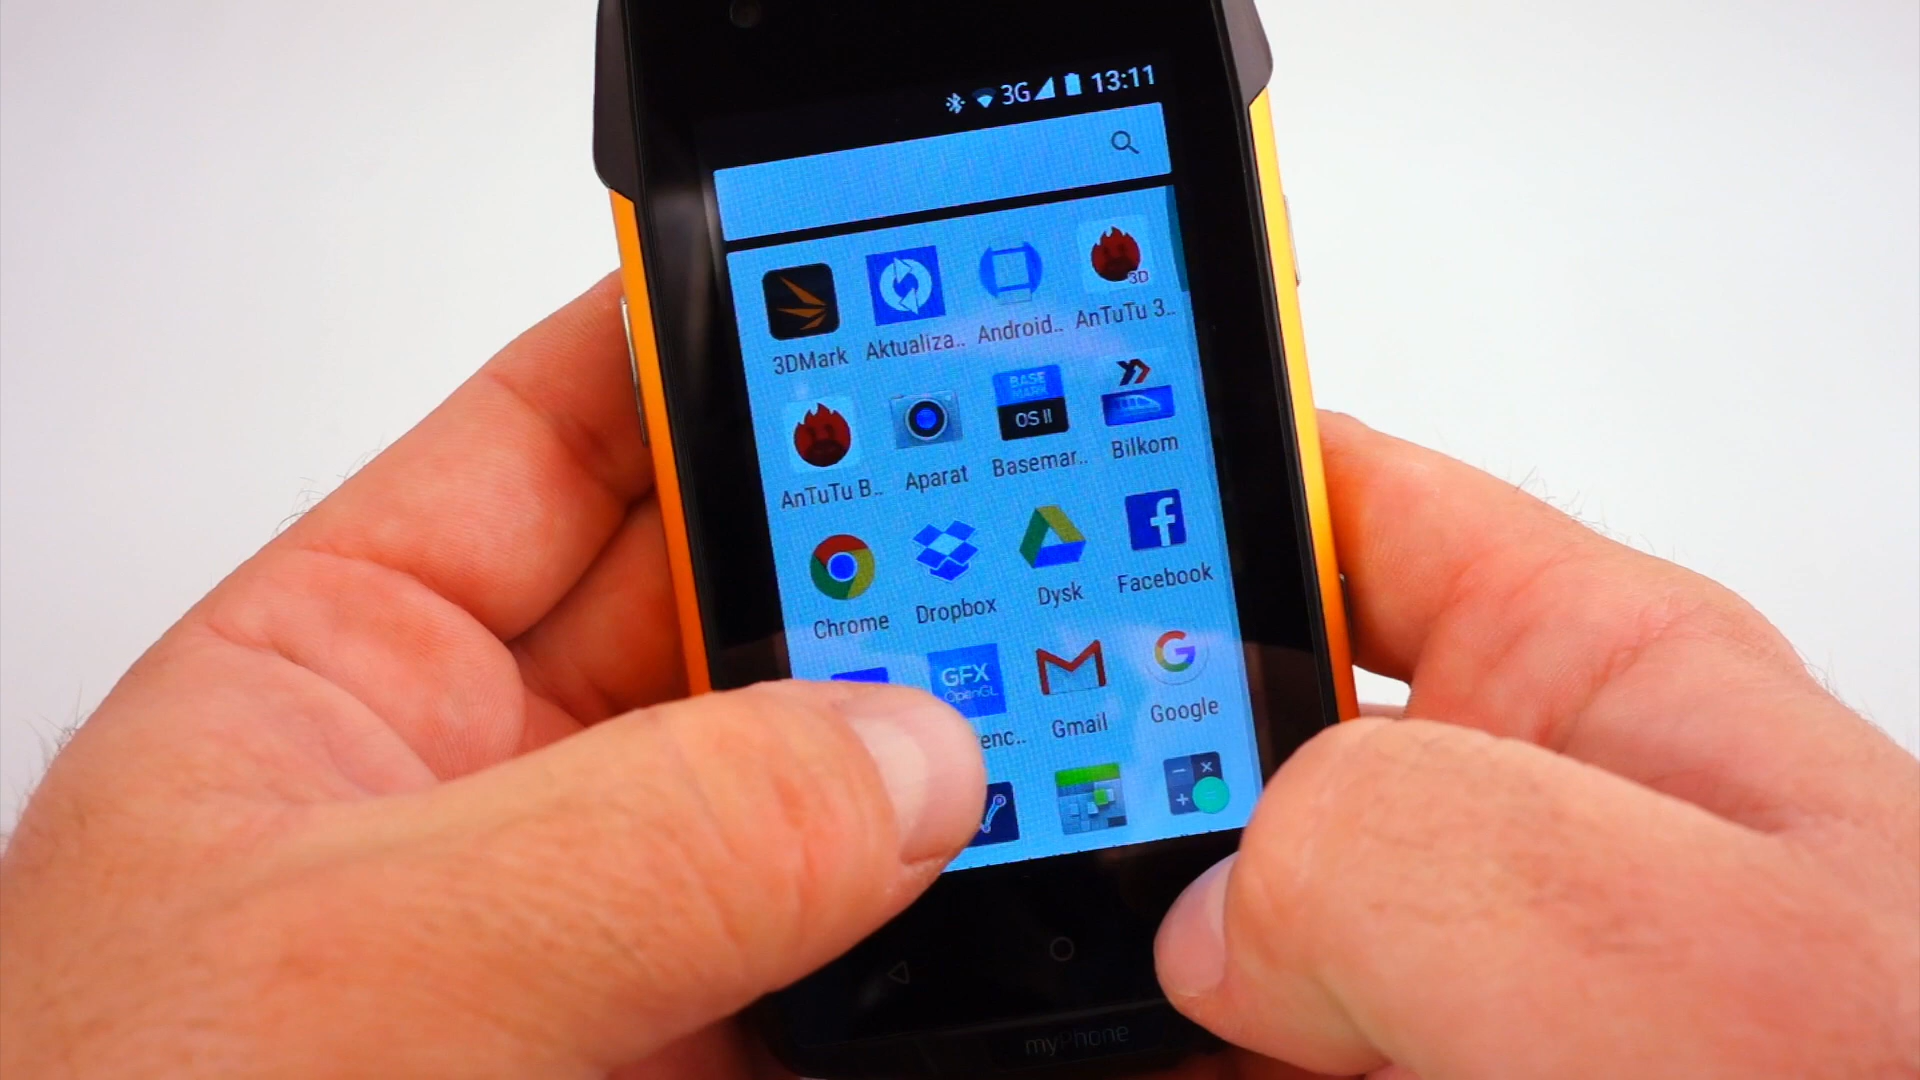 3G 13:11
3D
3DMark Aktualiza.. Android.. AnTuTu 3..
BASE
MARK
OS II
AnTuTu B.. Aparat Basemar.. Bilkom
Chrome Dropbox Dysk Facebook
GFX
OpenGL
enc.. Gmail Google
myPhone